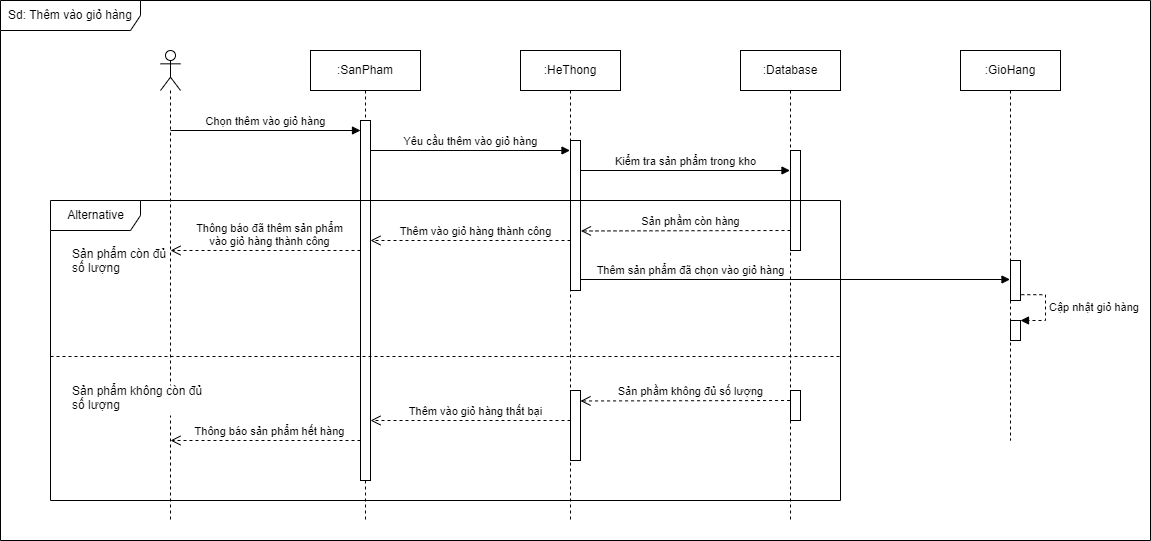 Sd: Thêm vào giỏ hàng
:SanPham
:HeThong
:Database
:GioHang
Chọn thêm vào giỏ hàng
Yêu cầu thêm vào giỏ hàng
Kiểm tra sản phẩm trong kho
Alternative
Sản phầm còn hàng
Thêm vào giỏ hàng thành công
Thông báo đã thêm sản phẩm
vào giỏ hàng thành công
Sản phẩm còn đủ
số lượng
Thêm sản phẩm đã chọn vào giỏ hàng
Cập nhật giỏ hàng
Sản phẩm không còn đủ
số lượng
Sản phầm không đủ số lượng
Thêm vào giỏ hàng thất bại
Thông báo sản phẩm hết hàng